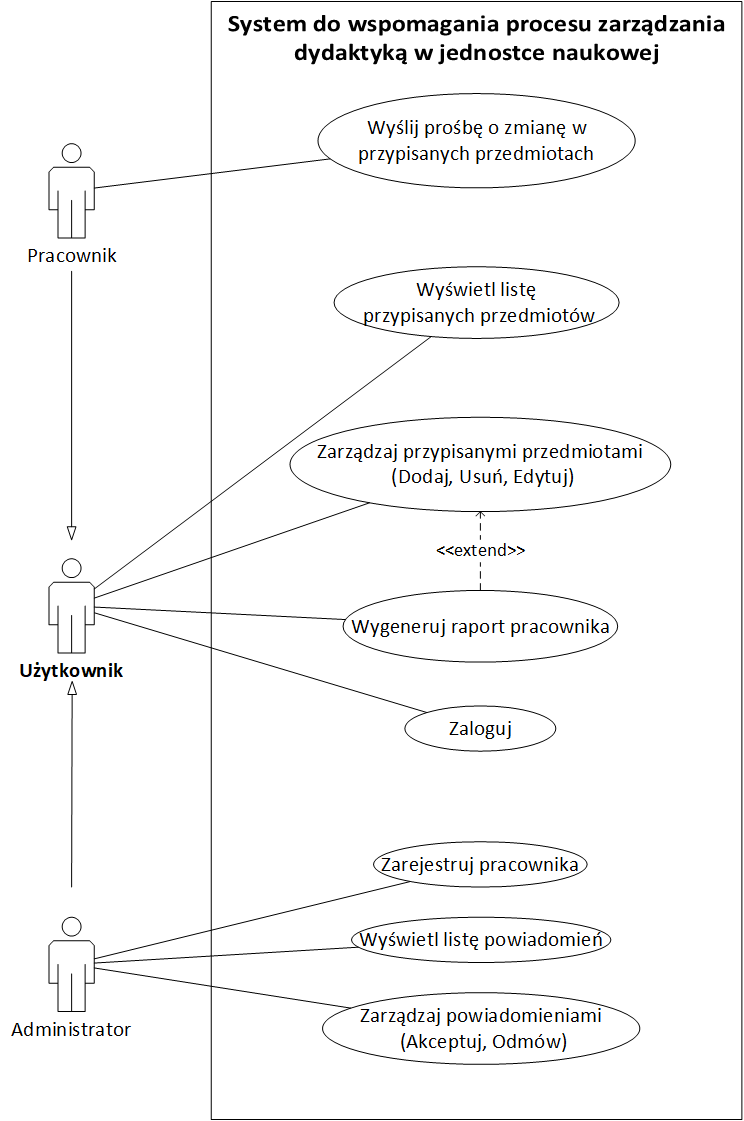 System do wspomagania procesu zarządzania
dydaktyką w jednostce naukowej
Wyślij prośbę o zmianę w
przypisanych przedmiotach
Pracownik
Wyświetl listę
przypisanych przedmiotów
Zarządzaj przypisanymi przedmiotami
(Dodaj, Usuń, Edytuj)
<<extend>>
Wygeneruj raport pracownika
Użytkownik
Zaloguj
Zarejestruj pracownika
Wyświetl listę powiadomień
Zarządzaj powiadomieniami
(Akceptuj, Odmów)
Administrator